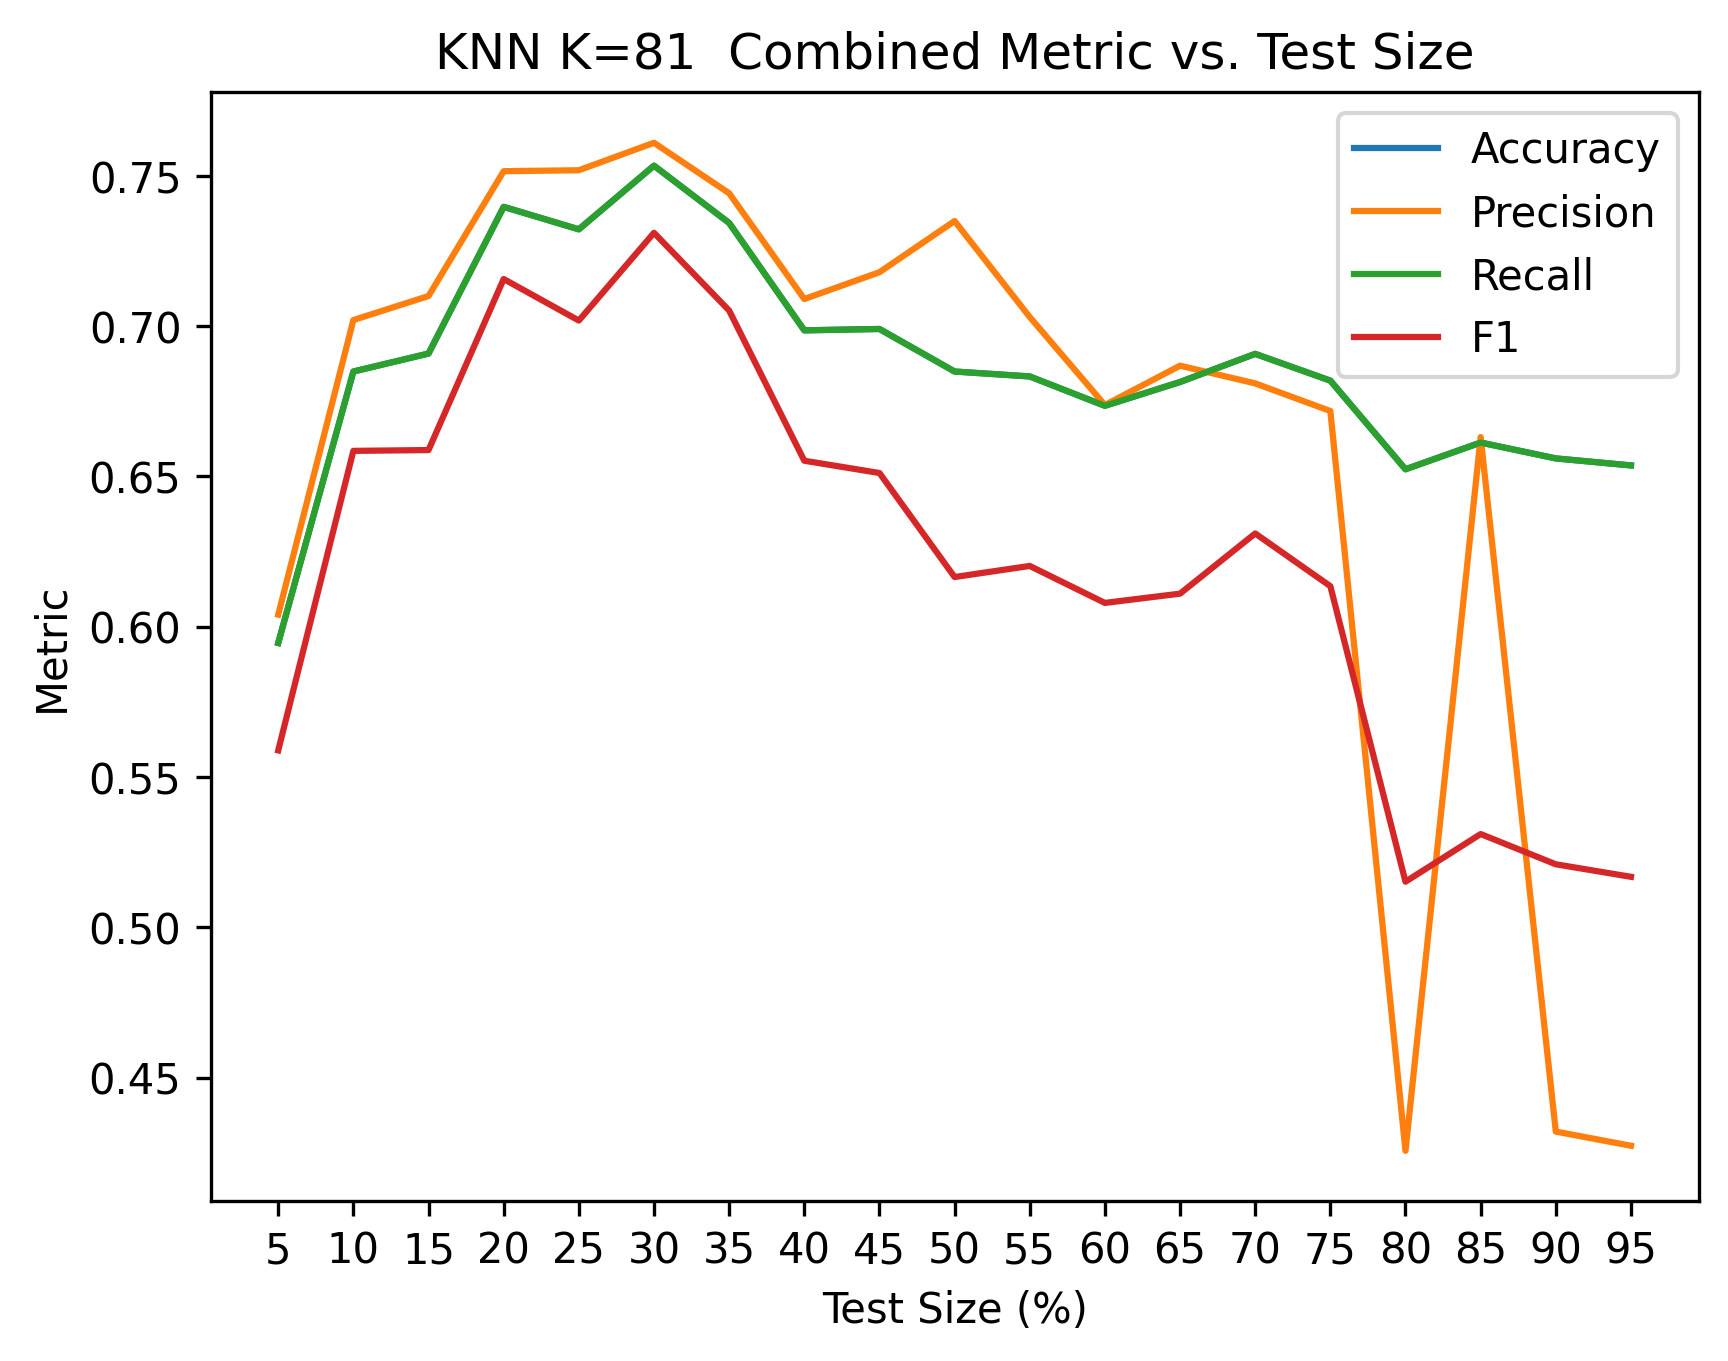 KNN K=81  Combined Metric vs. Test Size
Accuracy
Precision
Recall
F1
0.75
0.70
0.65
0.60
0.55
0.50
0.45
Metric
5 10 15 20 25 30 35 40 45 50 55 60 65 70 75 80 85 90 95
Test Size (%)